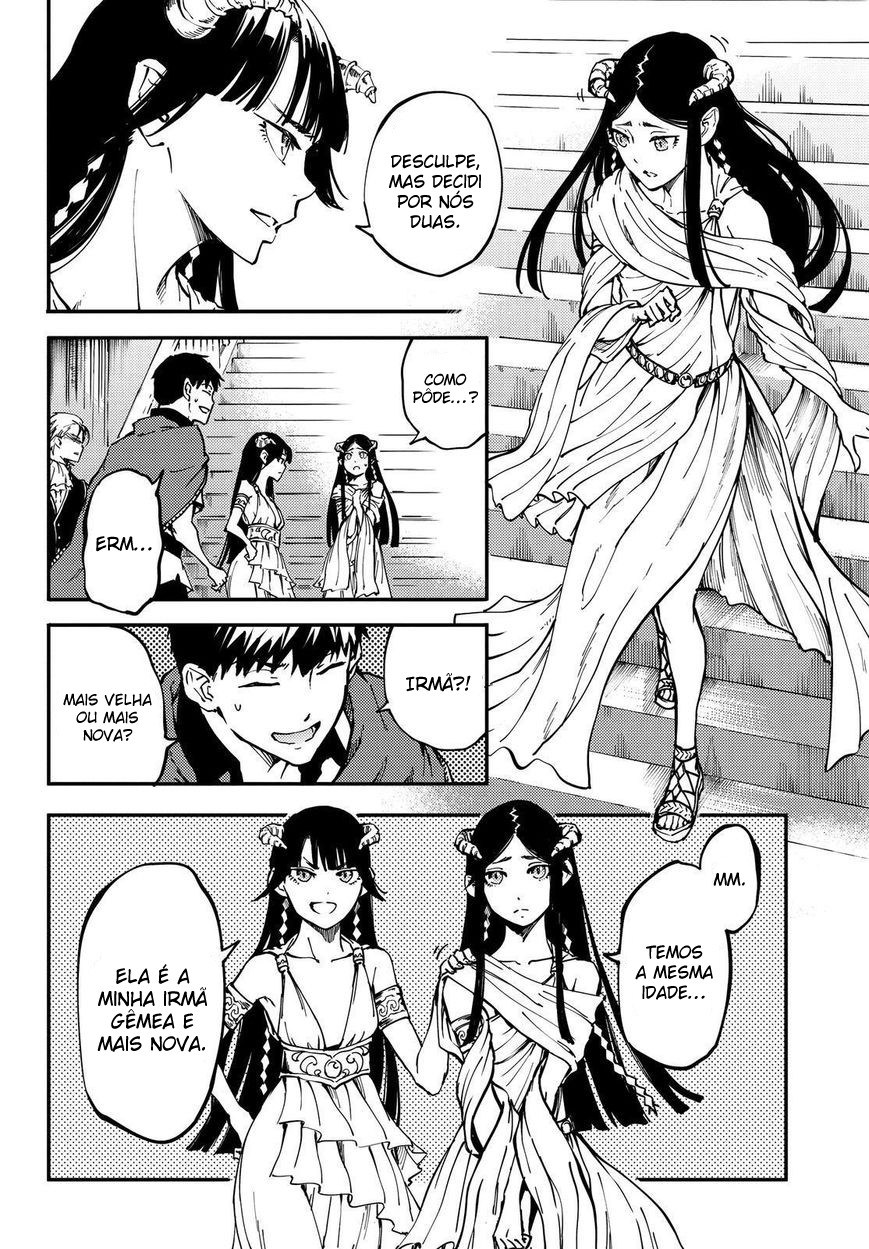 DESCULPE,
MAS DECIDI
POR NÓS
DUAS.
COMO
PÔDE...?
ERM...
IRMÃ?!
MAIS VELHA
OU MAIS
NOVA?
MM.
TEMOS
A MESMA
IDADE...
ELA É A
MINHA IRMÃ
GÊMEA E
MAIS NOVA.